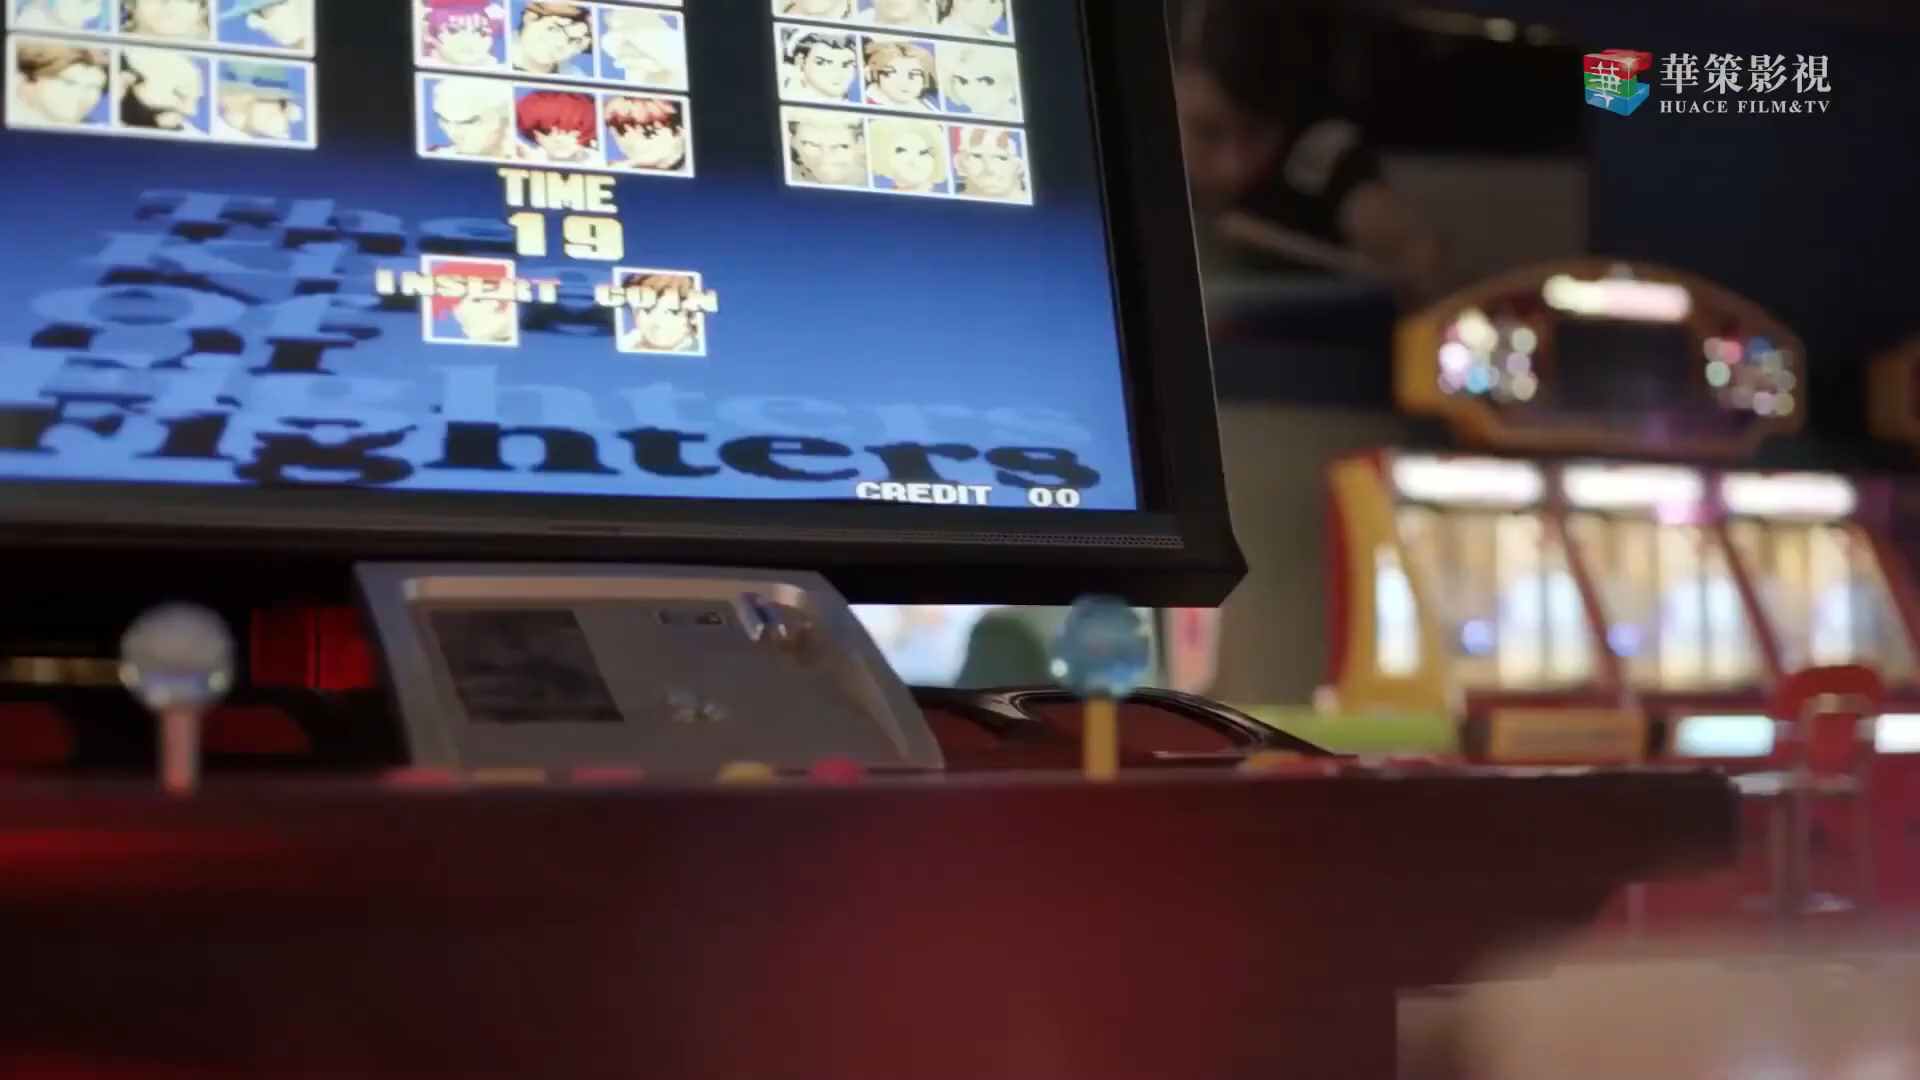 華策影視
HUACE FILM&TV
TIME
19
INSERT COIN
The
King
Of
Fighters
CREDIT 00